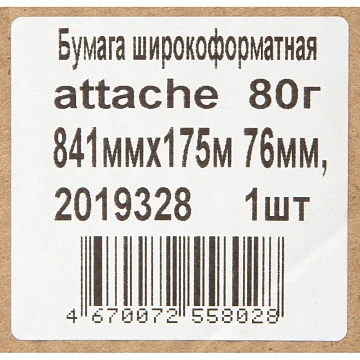 Бумага широкоформатная
attache 80г
841ммх175м 76мм,
2019328 1шт
4 670072 558028